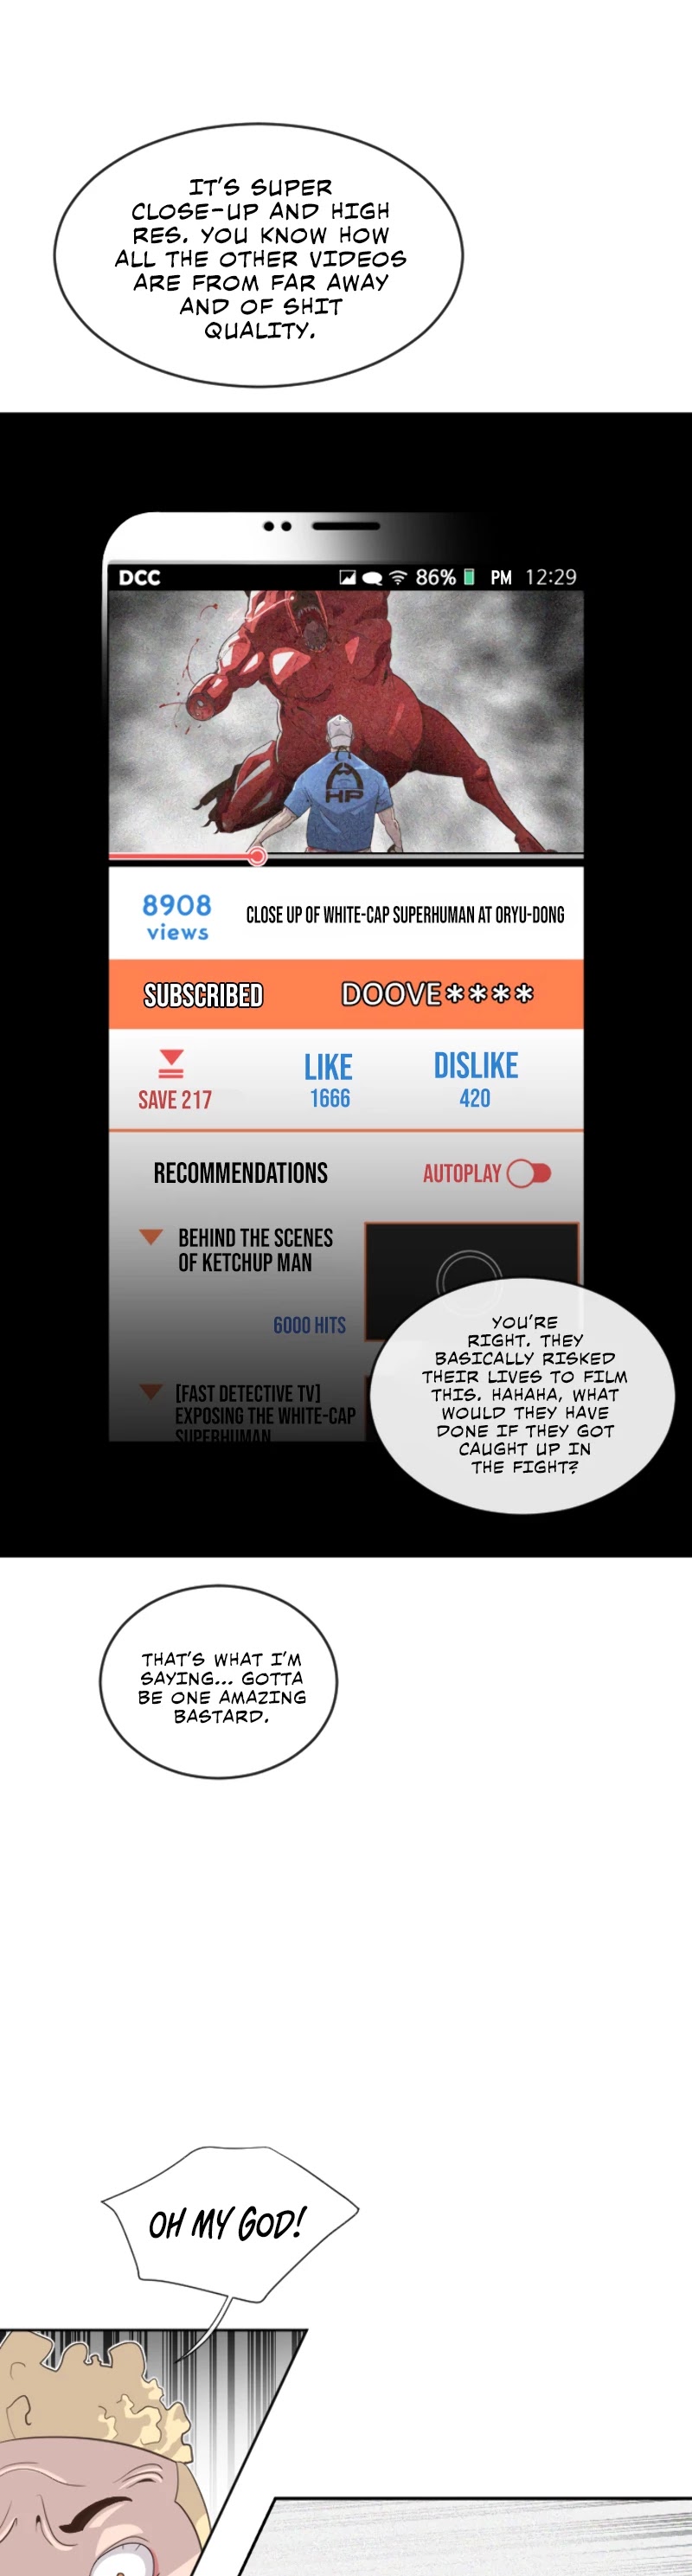 IT'S SUPER
CLOSE-UP AND HIGH
RES. YOU KNOW HOW
ALL THE OTHER VIDEOS
ARE FROM FAR AWAY
AND OF SHIT
QUALITY.
DCC 86% PM 12:29
HP
8908
views
CLOSE UP OF WHITE-CAP SUPERHUMAN AT ORYU-DONG
SUBSCRIBED DOOVE****
SAVE 217
LIKE
1666
DISLIKE
420
RECOMMENDATIONS AUTOPLAY
BEHIND THE SCENES
OF KETCHUP MAN
6000 HITS
[FAST DETECTIVE TV]
EXPOSING THE WHITE-CAP
SUPERHUMAN
YOU'RE
RIGHT. THEY
BASICALLY RISKED
THEIR LIVES TO FILM
THIS. HAHAHA, WHAT
WOULD THEY HAVE
DONE IF THEY GOT
CAUGHT UP IN
THE FIGHT?
THAT'S WHAT I'M
SAYING... GOTTA
BE ONE AMAZING
BASTARD.
OH MY GOD!